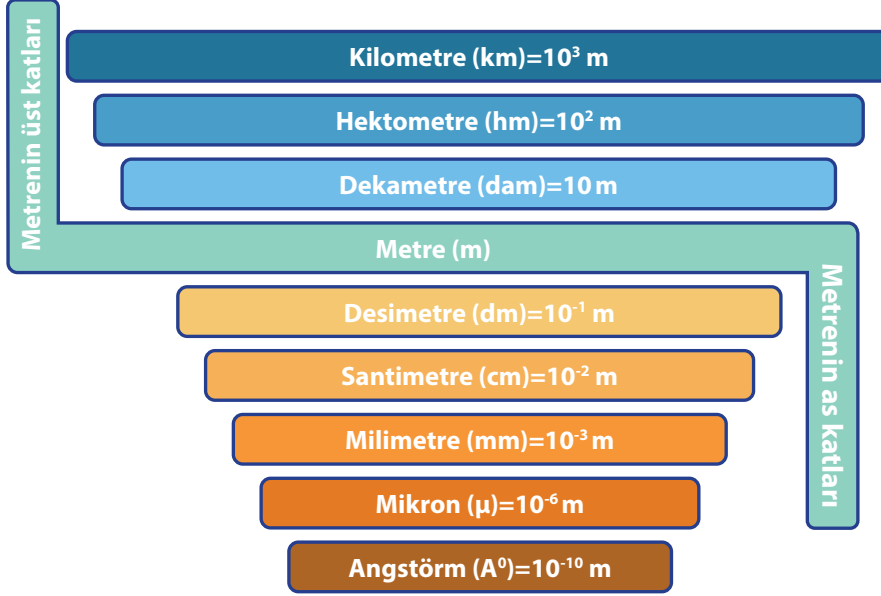 Metrenin üst katları
Kilometre (km)=10³ m
Hektometre (hm)=10² m
Dekametre (dam)=10 m
Metre (m)
Metrenin as katları
Desimetre (dm)=10⁻¹ m
Santimetre (cm)=10⁻² m
Milimetre (mm)=10⁻³ m
Mikron (µ)=10⁻⁶ m
Angstörm (A⁰)=10⁻¹⁰ m